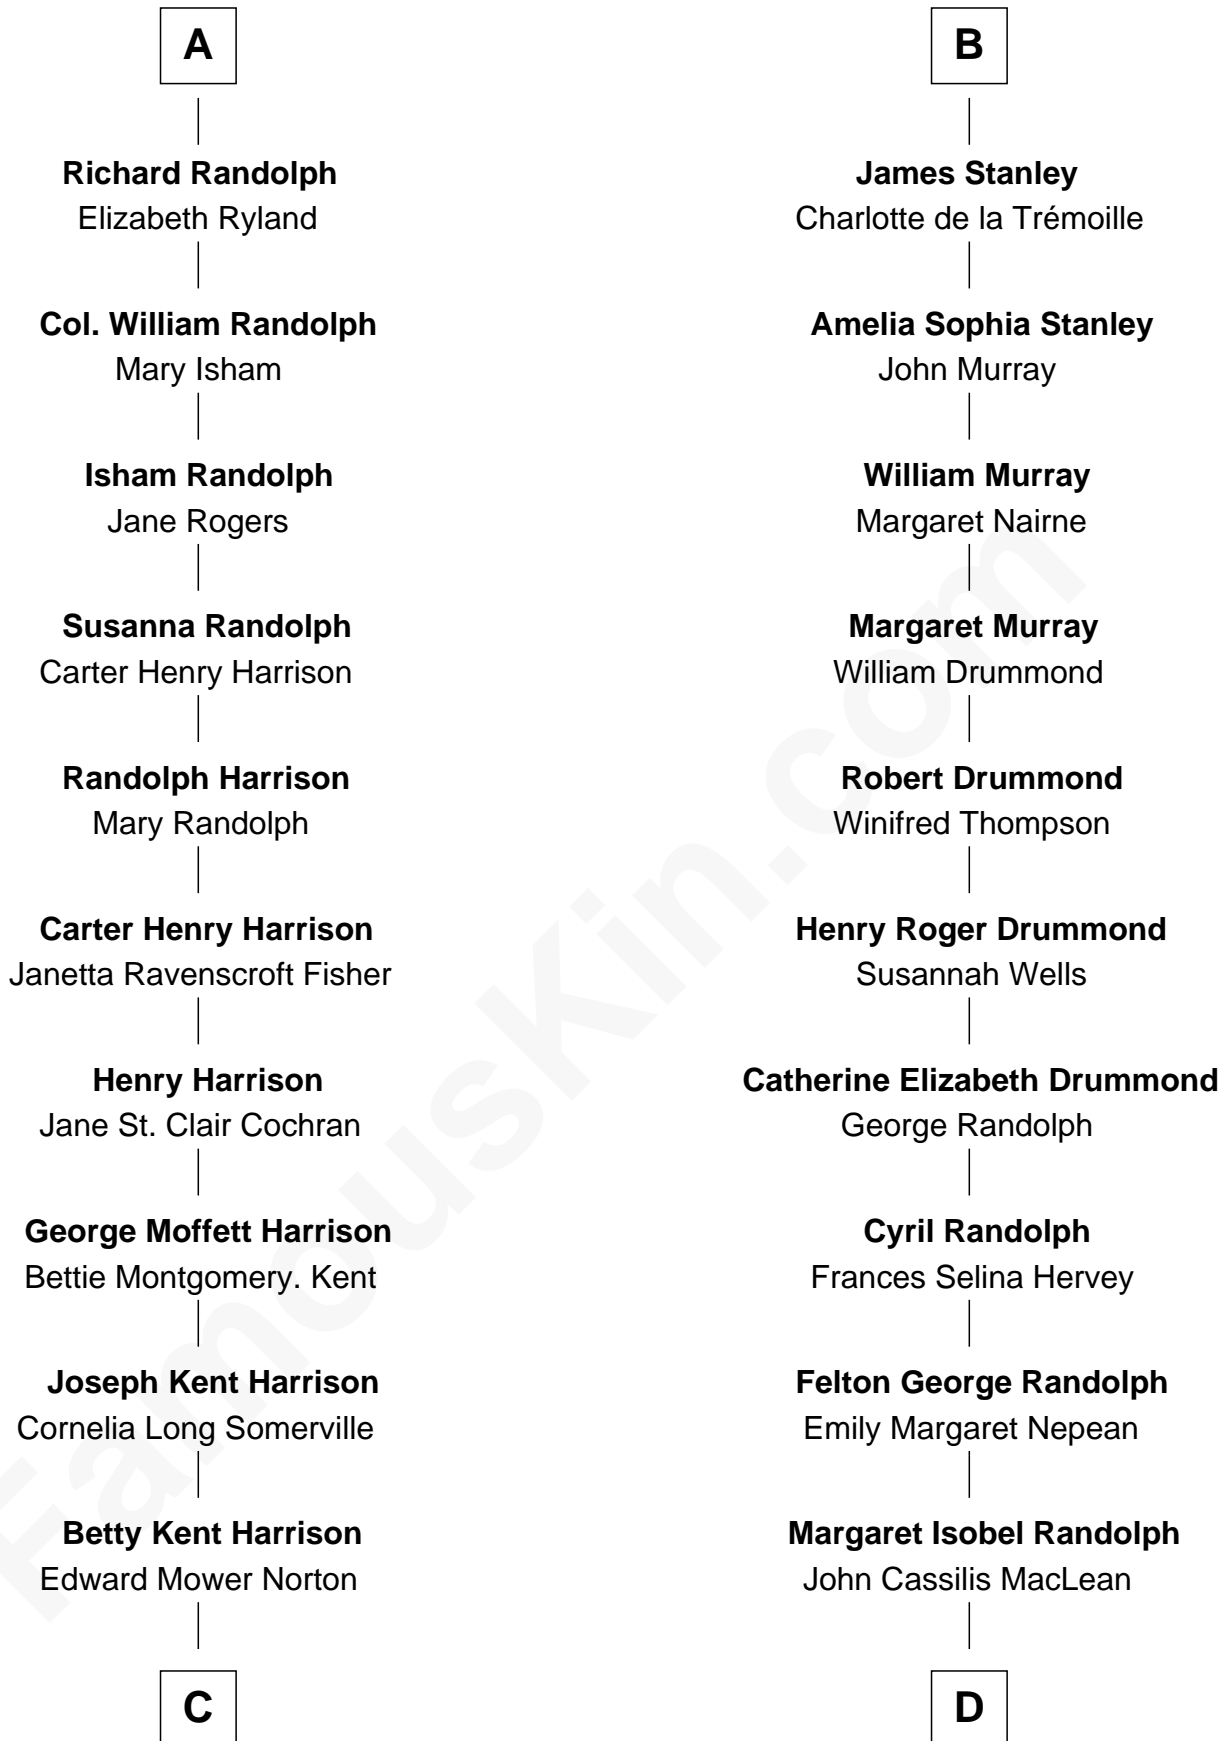 A
Richard Randolph
Elizabeth Ryland
Col. William Randolph
Mary Isham
Isham Randolph
Jane Rogers
Susanna Randolph
Carter Henry Harrison
Randolph Harrison
Mary Randolph
Carter Henry Harrison
Janetta Ravenscroft Fisher
Henry Harrison
Jane St. Clair Cochran
George Moffett Harrison
Bettie Montgomery. Kent
Joseph Kent Harrison
Cornelia Long Somerville
Betty Kent Harrison
Edward Mower Norton
C
B
James Stanley
Charlotte de la Trémoille
Amelia Sophia Stanley
John Murray
William Murray
Margaret Nairne
Margaret Murray
William Drummond
Robert Drummond
Winifred Thompson
Henry Roger Drummond
Susannah Wells
Catherine Elizabeth Drummond
George Randolph
Cyril Randolph
Frances Selina Hervey
Felton George Randolph
Emily Margaret Nepean
Margaret Isobel Randolph
John Cassilis MacLean
D
FamousKin.com